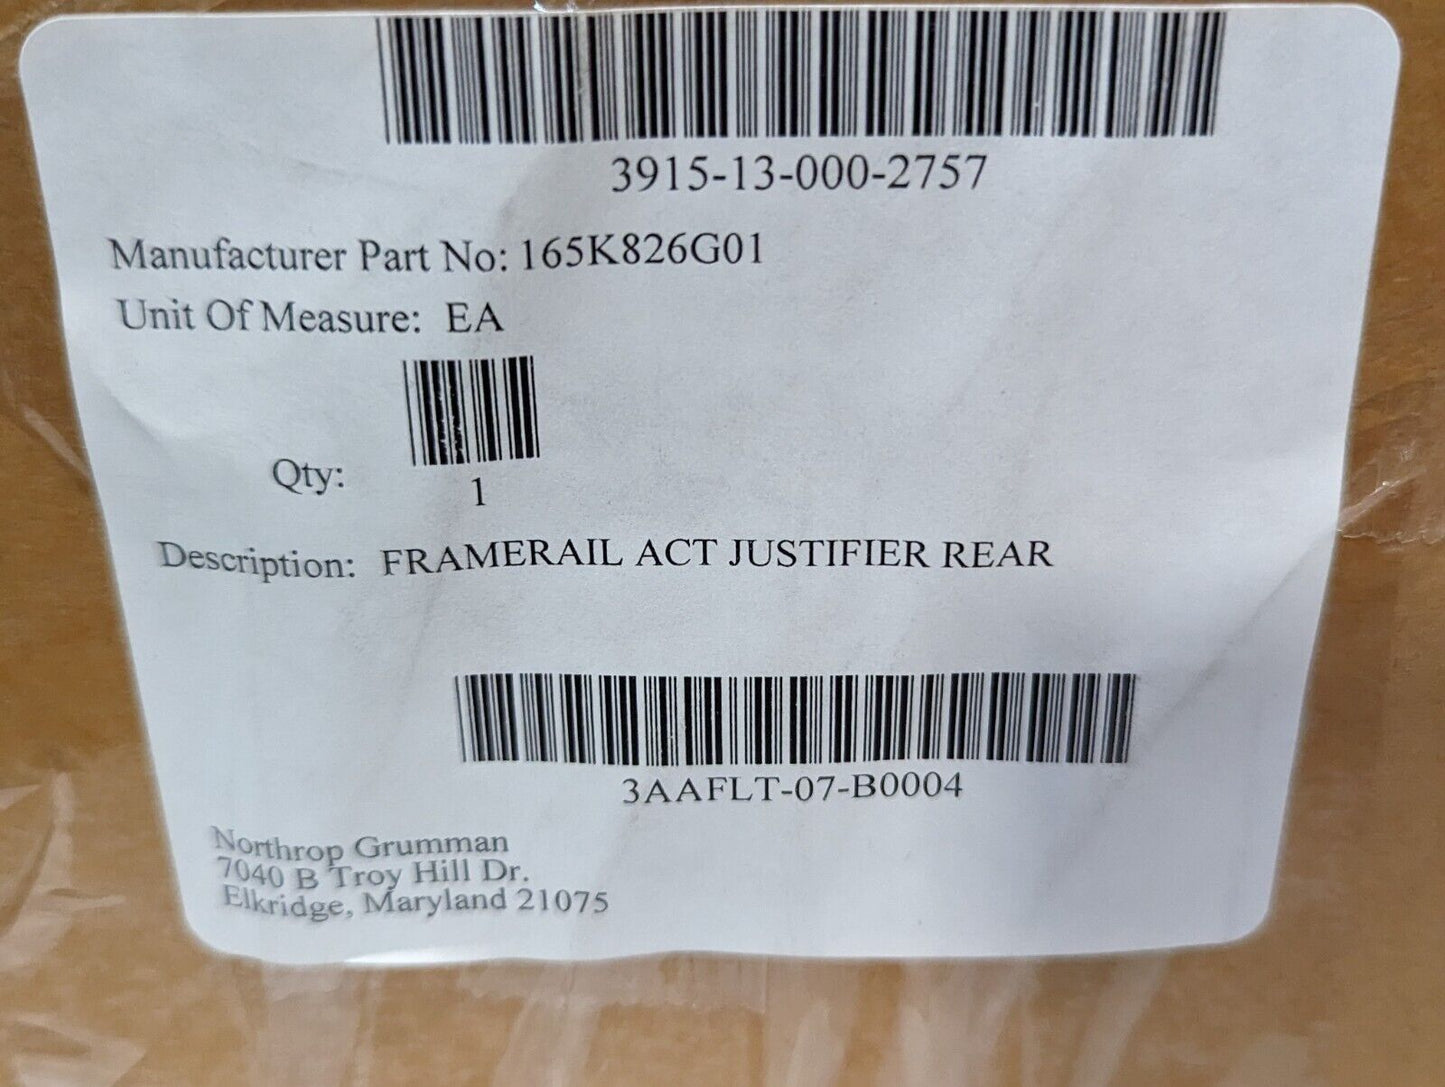 3915-13-000-2757
Manufacturer Part No: 165K826G01
Unit Of Measure: EA
Qty: 1
Description: FRAMERAIL ACT JUSTIFIER REAR
3AAFLT-07-B0004
Northrop Grumman
7040 B Troy Hill Dr.
Elkridge, Maryland 21075